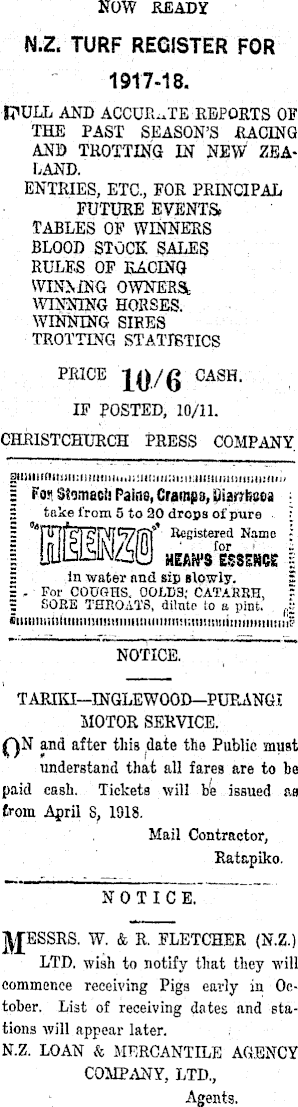 NOW READY
N.Z. TURF REGISTER FOR
1917-18.
FULL AND ACCURATE REPORTS OF
THE PAST SEASON'S RACING
AND TROTTING IN NEW ZEA-
LAND.
ENTRIES, ETC., FOR PRINCIPAL
FUTURE EVENTS.
TABLES OF WINNERS
BLOOD STOCK SALES
RULES OF RACING
WINNING OWNERS.
WINNING HORSES.
WINNING SIRES
TROTTING STATISTICS
PRICE 10/6 CASH.
IF POSTED, 10/11.
CHRISTCHURCH PRESS COMPANY
For Stomach Pains, Cramps, Diarrhoea
take from 5 to 20 drops of pure
"HEENZO" Registered Name
for
HEAN'S ESSENCE
in water and sip slowly.
For COUGHS, COLDS, CATARRH,
SORE THROATS, dilute to a pint.
NOTICE.
TARIKI—INGLEWOOD—PURANGI
MOTOR SERVICE.
ON and after this date the Public must
understand that all fares are to be
paid cash. Tickets will be issued as
from April 8, 1918.
Mail Contractor,
Ratapiko.
NOTICE.
MESSRS. W. & R. FLETCHER (N.Z.)
LTD. wish to notify that they will
commence receiving Pigs early in Oc-
tober. List of receiving dates and sta-
tions will appear later.
N.Z. LOAN & MERCANTILE AGENCY
COMPANY, LTD.,
Agents.